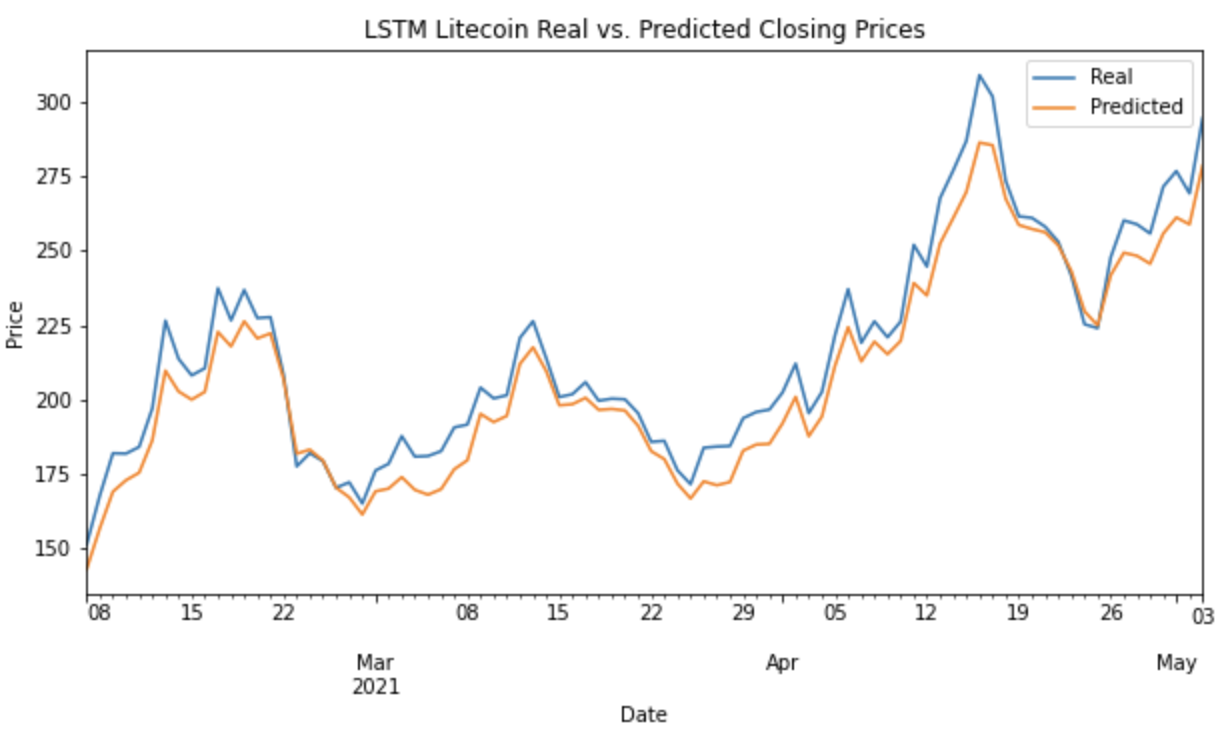 LSTM Litecoin Real vs. Predicted Closing Prices
Real
Predicted
300
275
250
225
200
175
150
Price
08 15 22 08 15 22 29 05 12 19 26 03
Mar Apr May
2021
Date